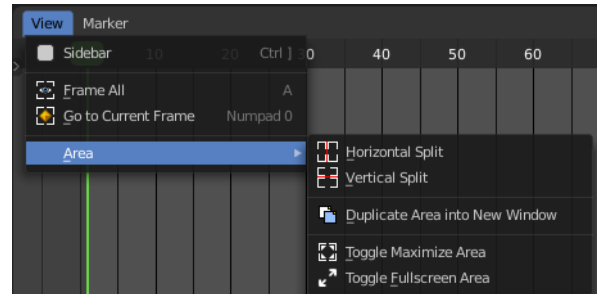 View Marker
Sidebar Ctrl ]
10 20 30 40 50 60
Frame All A
Go to Current Frame Numpad 0
Area
Horizontal Split
Vertical Split
Duplicate Area into New Window
Toggle Maximize Area
Toggle Fullscreen Area